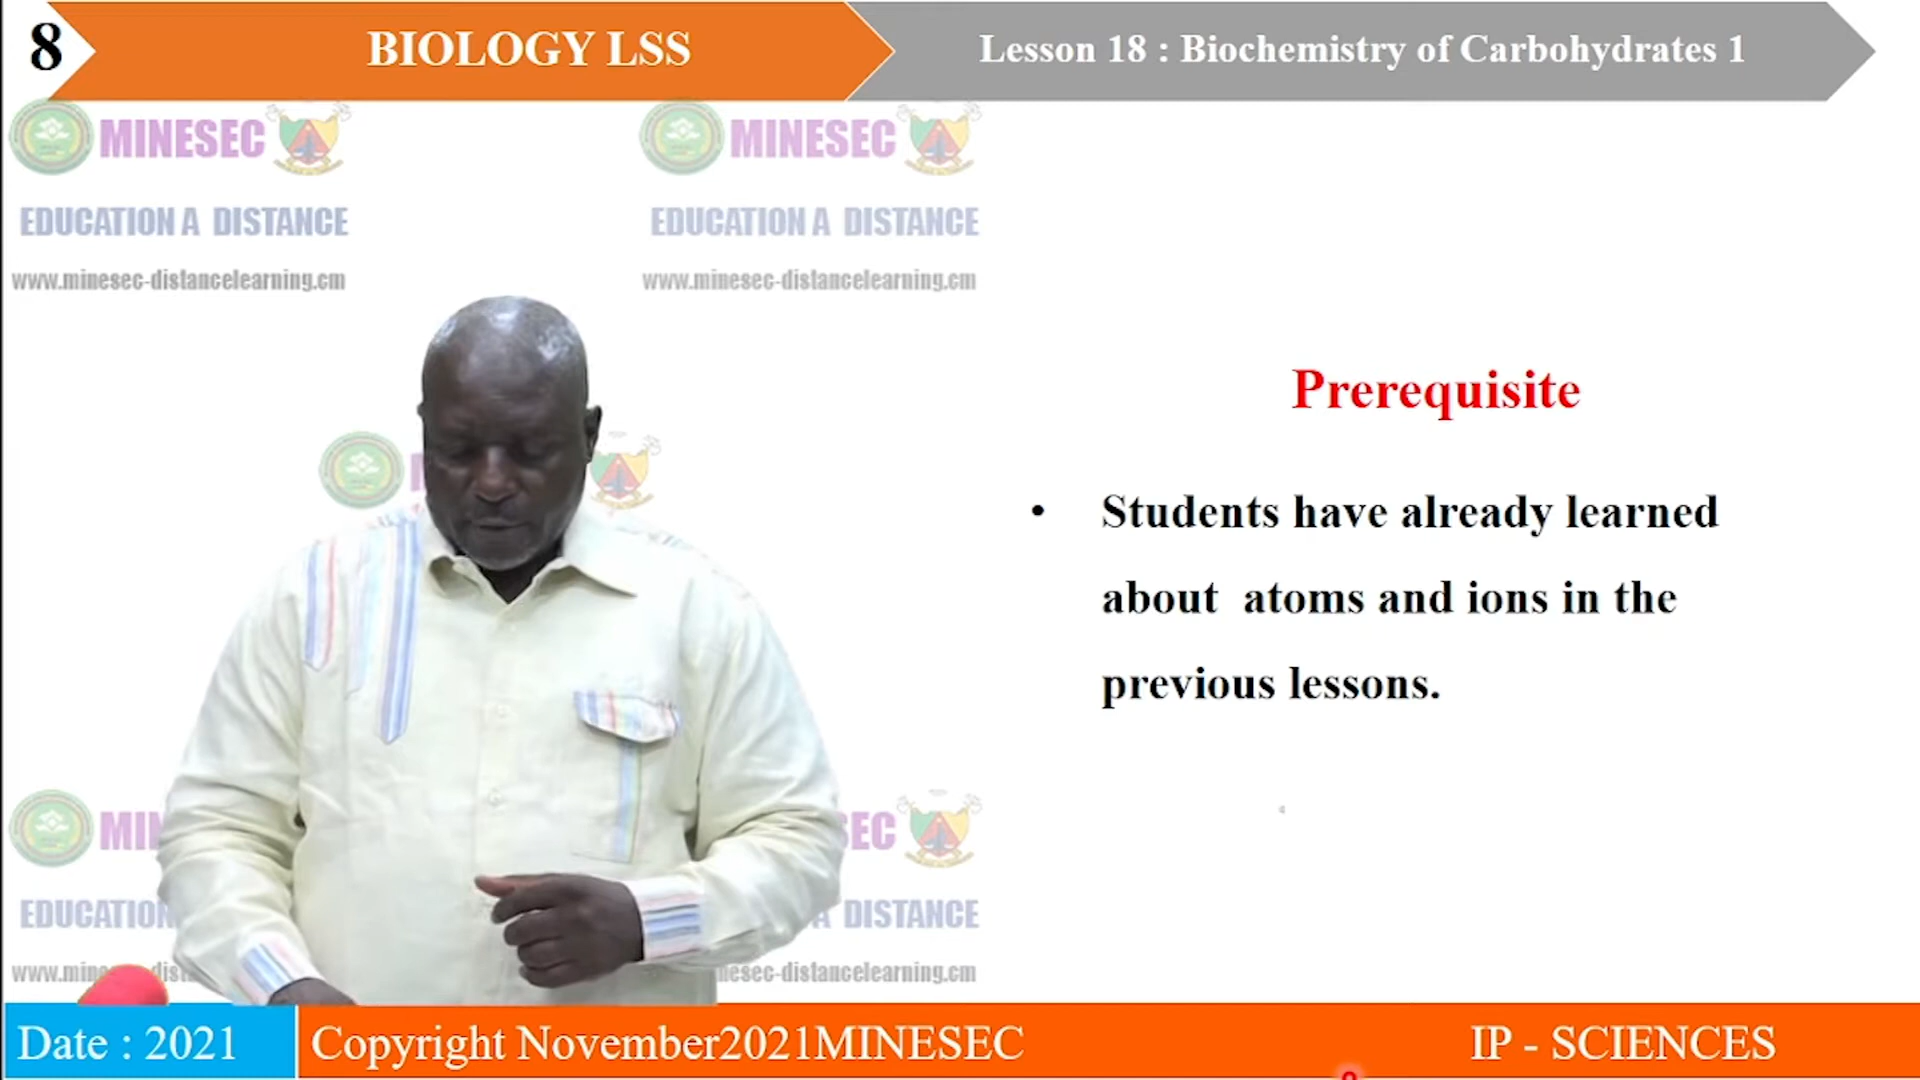 8
BIOLOGY LSS
Lesson 18 : Biochemistry of Carbohydrates 1
MINESEC
MINESEC
EDUCATION A DISTANCE
EDUCATION A DISTANCE
www.minesec-distancelearning.cm
www.minesec-distancelearning.cm
Prerequisite
• Students have already learned
about atoms and ions in the
previous lessons.
DISTANCE
Date : 2021
Copyright November2021MINESEC
IP - SCIENCES